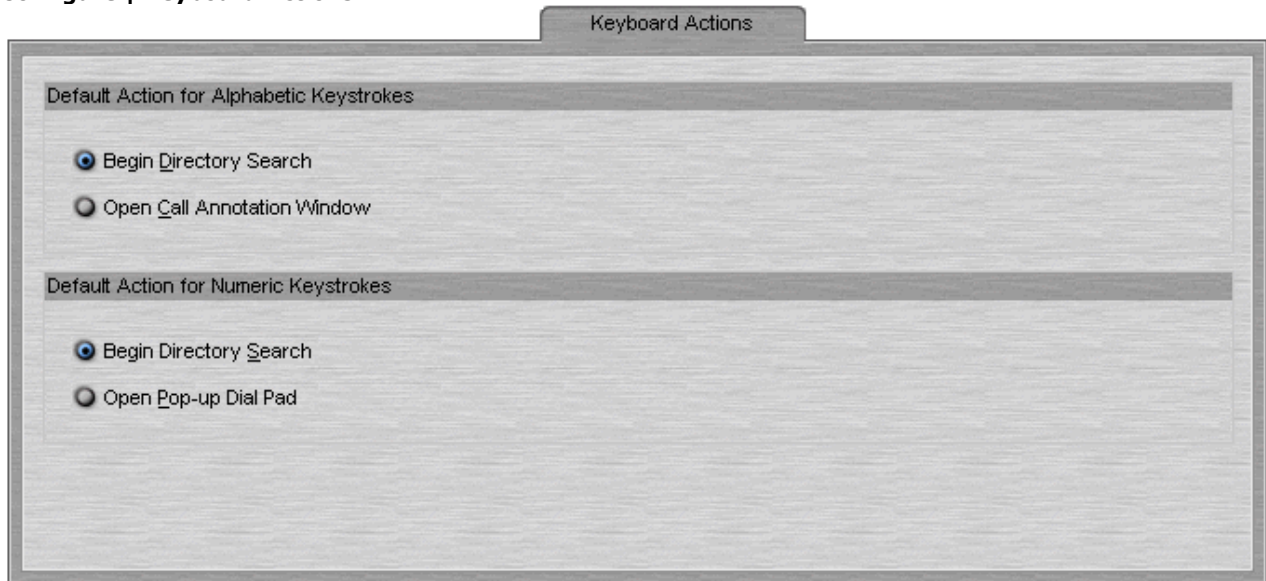 Keyboard Actions
Default Action for Alphabetic Keystrokes
Begin Directory Search
Open Call Annotation Window
Default Action for Numeric Keystrokes
Begin Directory Search
Open Pop-up Dial Pad